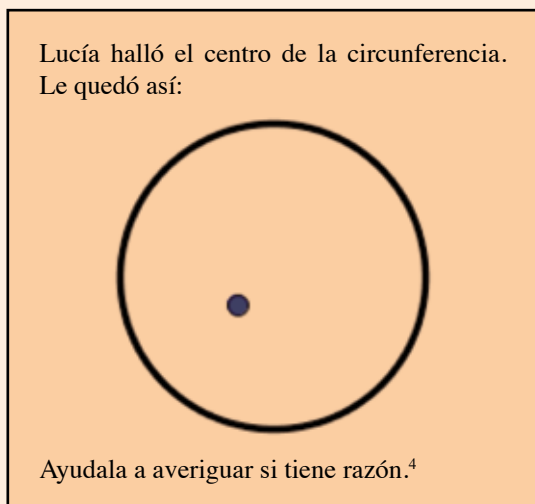 Lucía halló el centro de la circunferencia.
Le quedó así:
Ayudala a averiguar si tiene razón.⁴